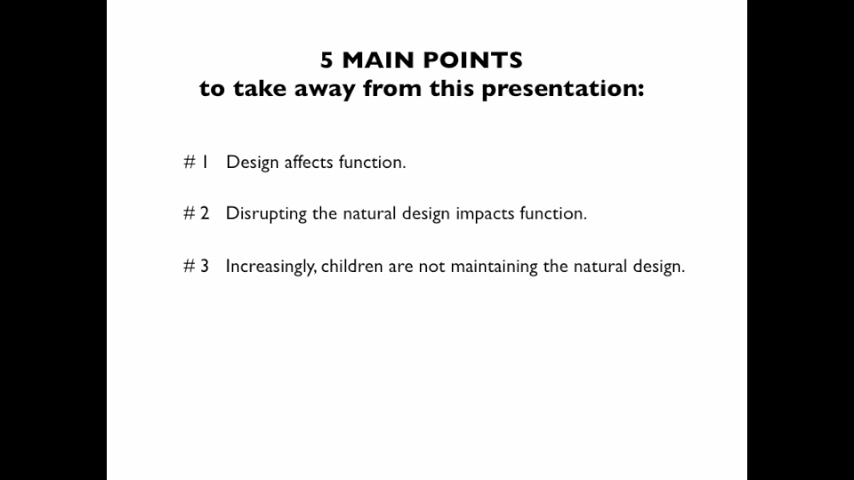 5 MAIN POINTS
to take away from this presentation:
# 1 Design affects function.
# 2 Disrupting the natural design impacts function.
# 3 Increasingly, children are not maintaining the natural design.